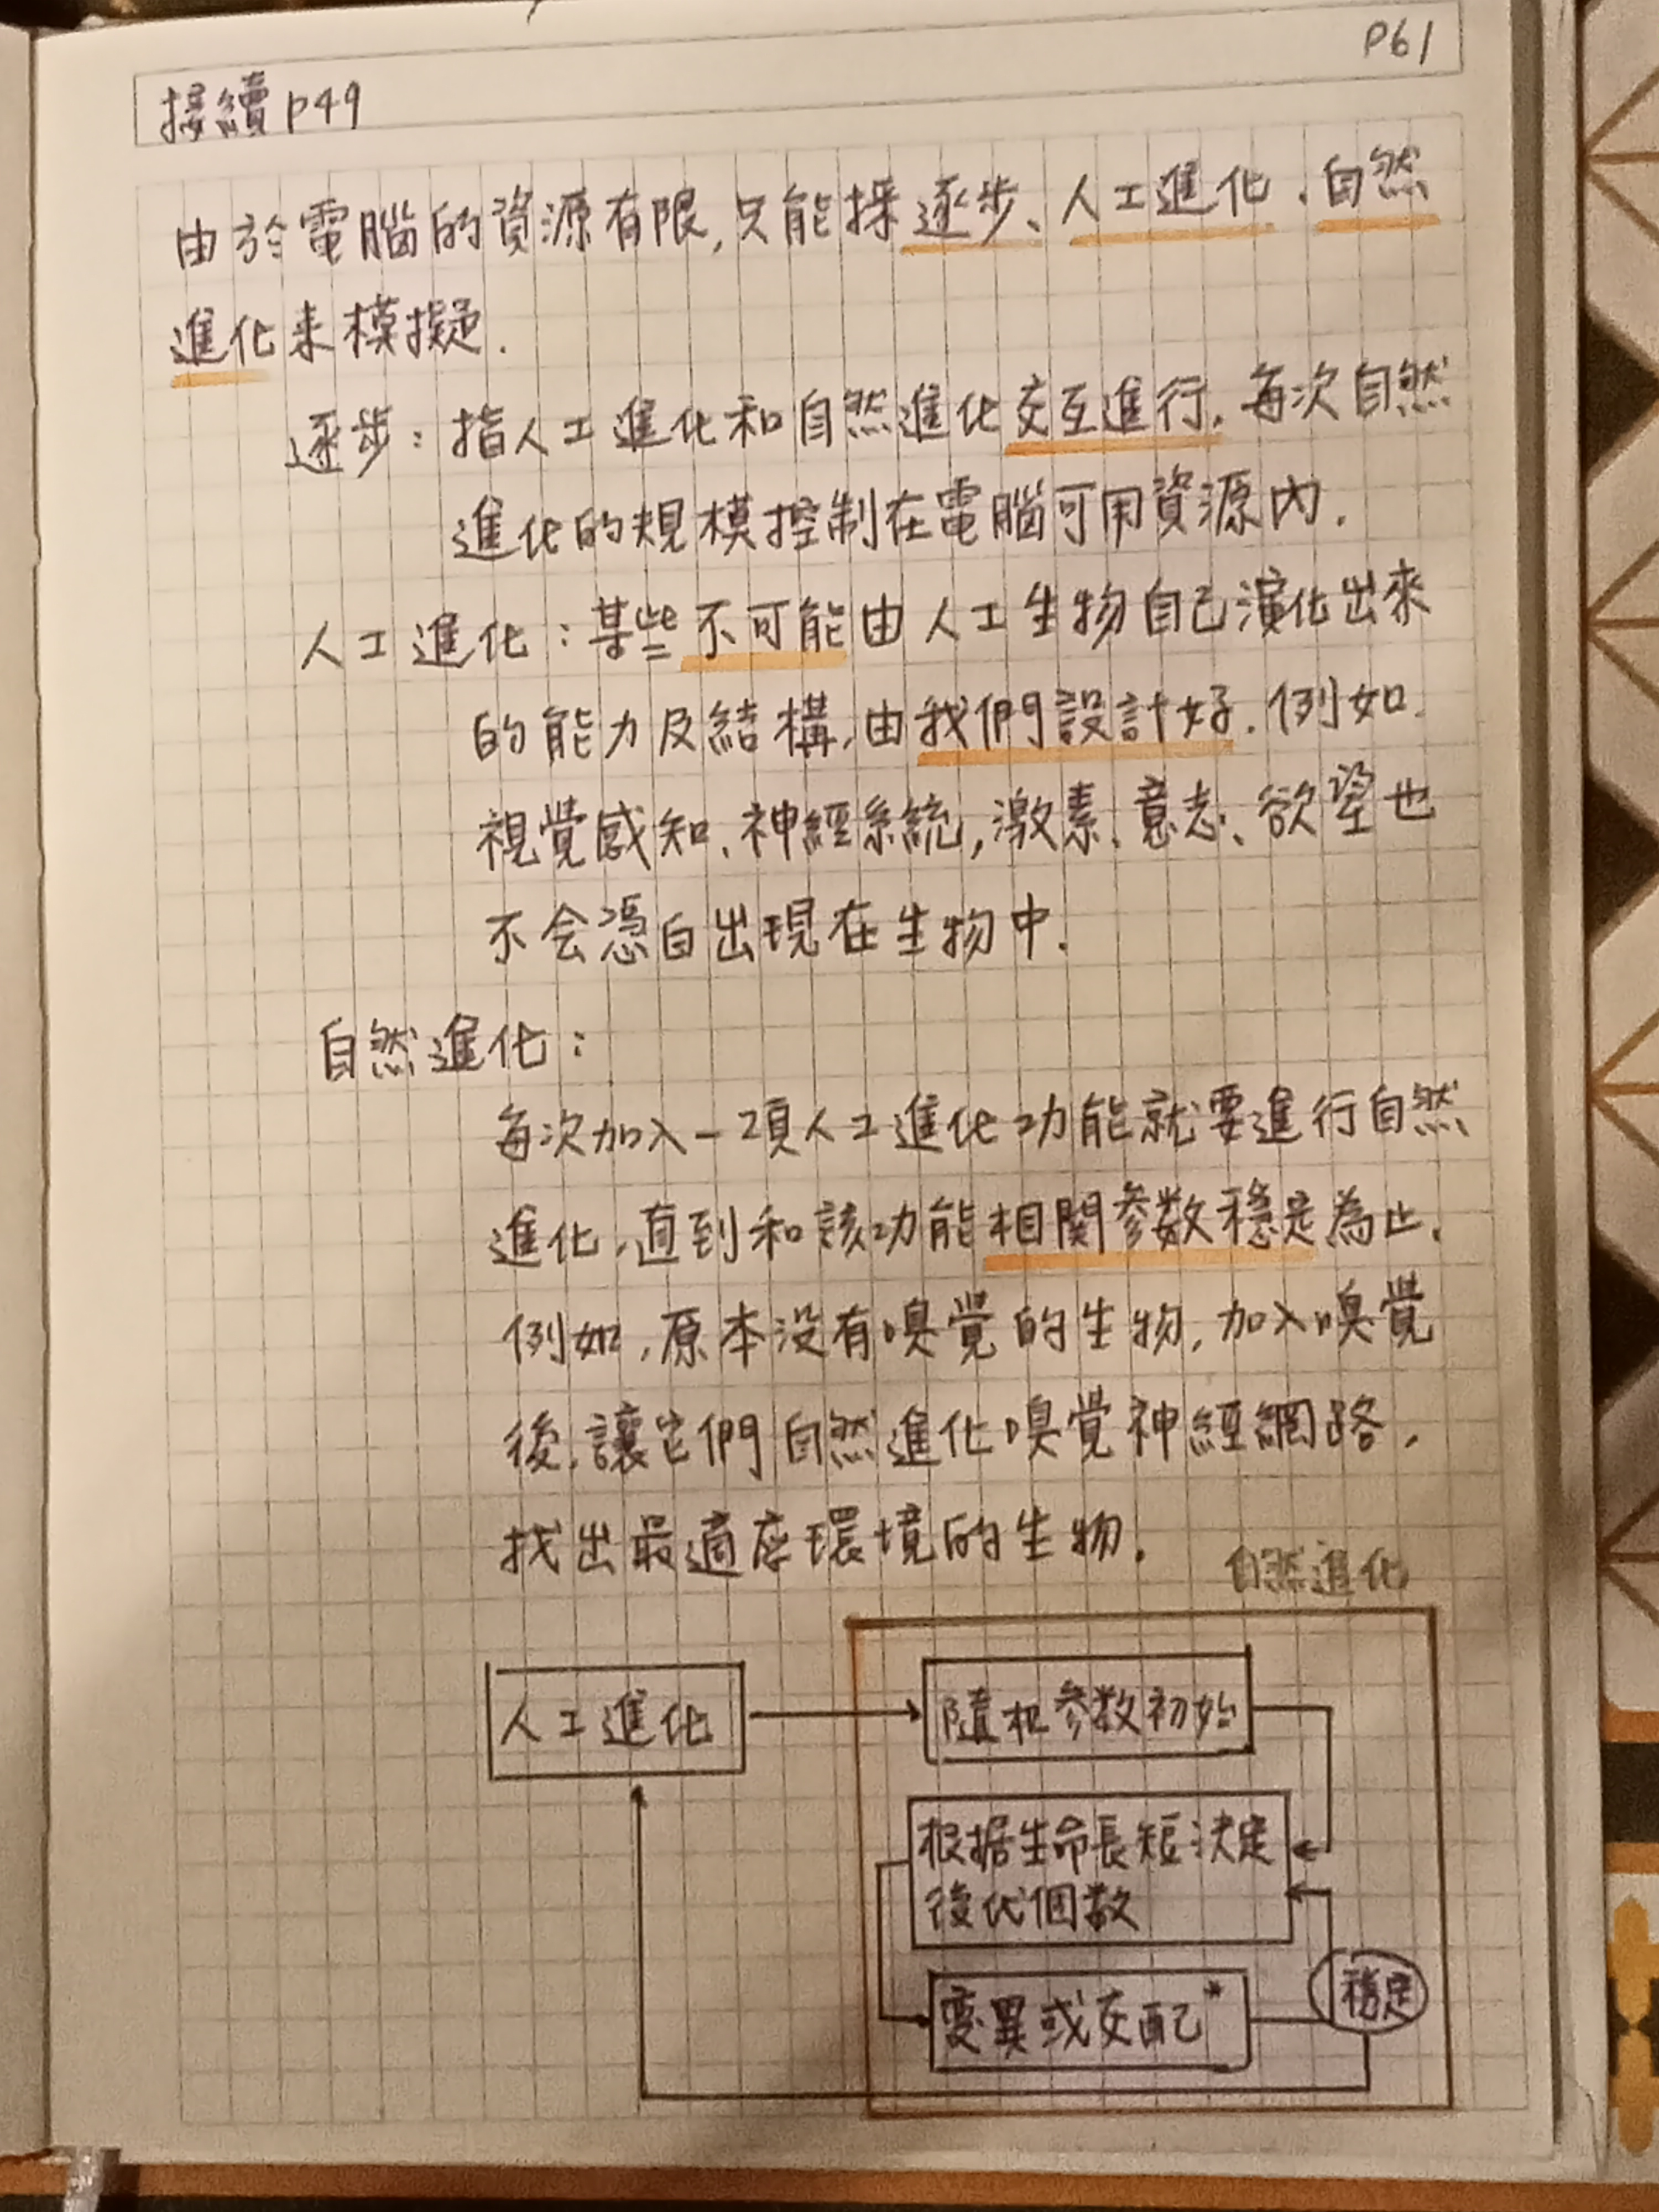 P61
接續P49
由於電腦的資源有限,只能採逐步、人工進化、自然
進化来模擬.
逐步：指人工進化和自然進化交互進行.每次自然
進化的規模控制在電腦可用資源內.
人工進化：某些不可能由人工生物自己演化出來
的能力及結構,由我們設計好.例如.
視覺感知、神經系統,激素、意志、欲望也
不会憑白出現在生物中.
自然進化：
每次加入一項人工進化功能就要進行自然
進化,直到和該功能相関參数穩定為止.
例如,原本没有嗅覺的生物,加入嗅覺
後,讓它們自然進化嗅覺神經網路,
找出最適应環境的生物.
自然進化
人工進化
隨机參数初始
根据生命長短決定
後代個数
变異或交配*
穩定